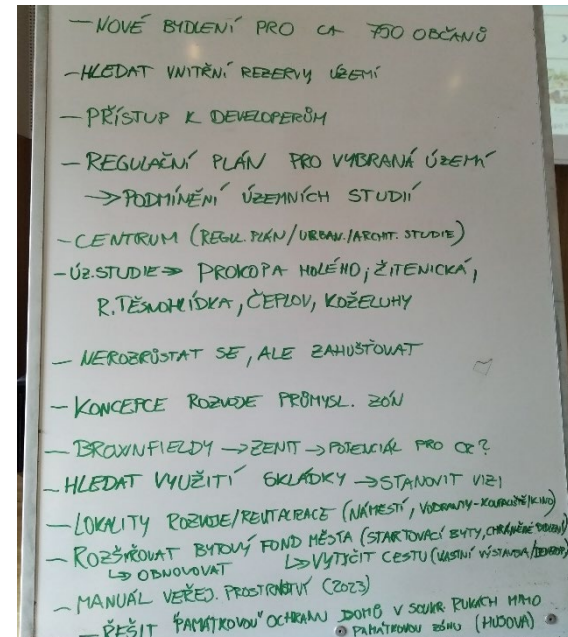 - NOVÉ BYDLENÍ PRO CA 750 OBČANŮ
- HLEDAT VNITŘNÍ REZERVY ÚZEMÍ
- PŘÍSTUP K DEVELOPERŮM
- REGULAČNÍ PLÁN PRO VYBRANÁ ÚZEMÍ
→ PODMÍNĚNÍ ÚZEMNÍCH STUDIÍ
- CENTRUM (REGUL. PLÁN/URBAN./ARCHIT. STUDIE)
- ÚZ. STUDIE → PROKOPA HOLÉHO, ŽITENICKÁ,
R. TĚSNOHLÍDKA, ČEPLOV, KOŽELUHY
- NEROZRŮSTAT SE, ALE ZAHUŠŤOVAT
- KONCEPCE ROZVOJE PRŮMYSL. ZÓN
- BROWNFIELDY → ZENIT → POTENCIÁL PRO CR?
- HLEDAT VYUŽITÍ SKLÁDKY → STANOVIT VIZI
- LOKALITY ROZVOJE/REVITALIZACE (NÁMĚSTÍ, VODRANTY - KOUPALIŠTĚ/KINO)
- ROZŠIŘOVAT BYTOVÝ FOND MĚSTA (STARTOVACÍ BYTY, CHRÁNĚNÉ BYDLENÍ)
↳ OBNOVOVAT ↳ VYTYČIT CESTU (VLASTNÍ VÝSTAVBA/DEVELOP.)
- MANUÁL VEŘEJ. PROSTRANSTVÍ (2023)
- ŘEŠIT "PAMÁTKOVOU" OCHRANU DOMŮ V SOUKR. RUKÁCH MIMO
PAMÁTKOVOU ZÓNU (HUSOVA)